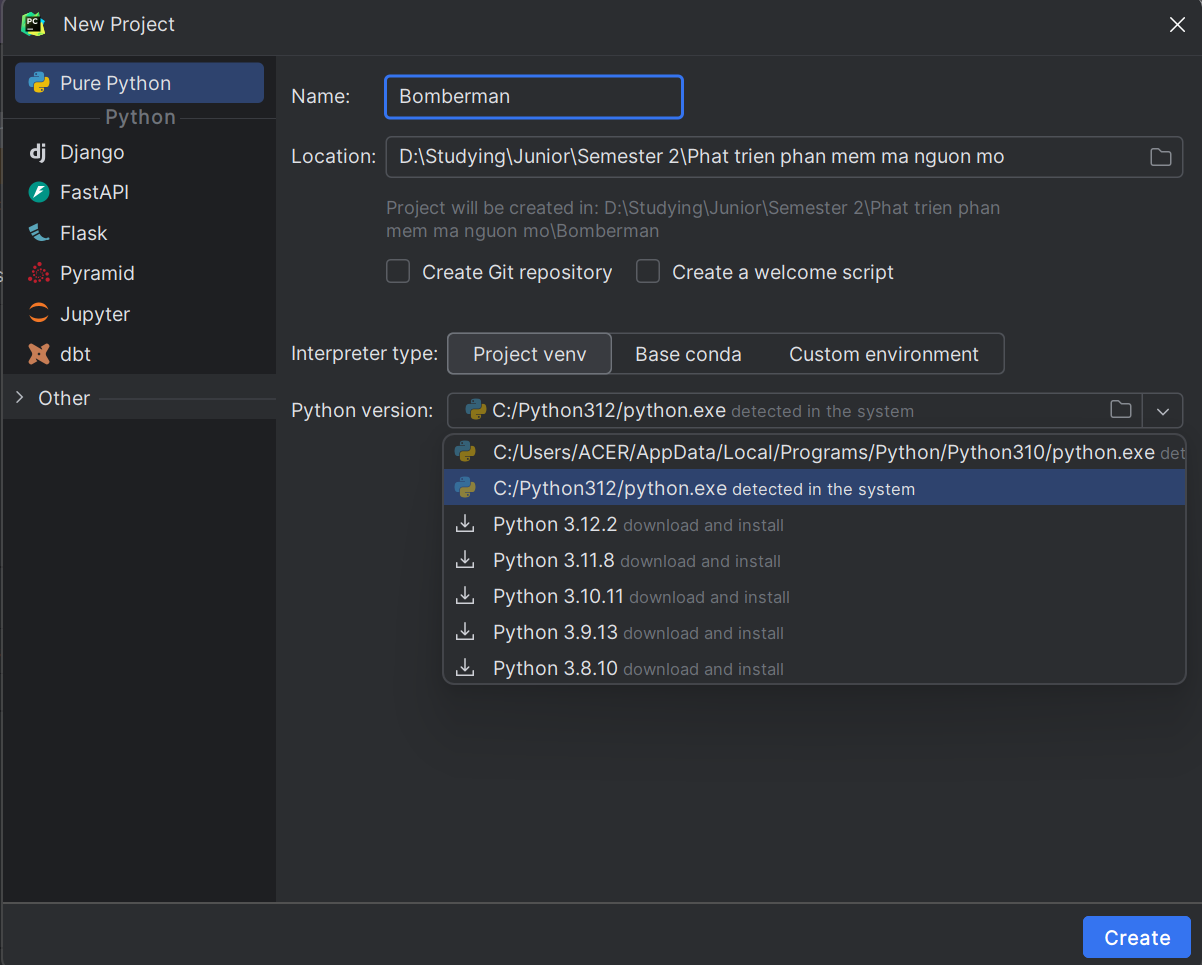 New Project
Pure Python
Python
Django
FastAPI
Flask
Pyramid
Jupyter
dbt
Other
Name: Bomberman
Location: D:\Studying\Junior\Semester 2\Phat trien phan mem ma nguon mo
Project will be created in: D:\Studying\Junior\Semester 2\Phat trien phan
mem ma nguon mo\Bomberman
Create Git repository Create a welcome script
Interpreter type: Project venv Base conda Custom environment
Python version: C:/Python312/python.exe detected in the system
C:/Users/ACER/AppData/Local/Programs/Python/Python310/python.exe det
C:/Python312/python.exe detected in the system
Python 3.12.2 download and install
Python 3.11.8 download and install
Python 3.10.11 download and install
Python 3.9.13 download and install
Python 3.8.10 download and install
Create